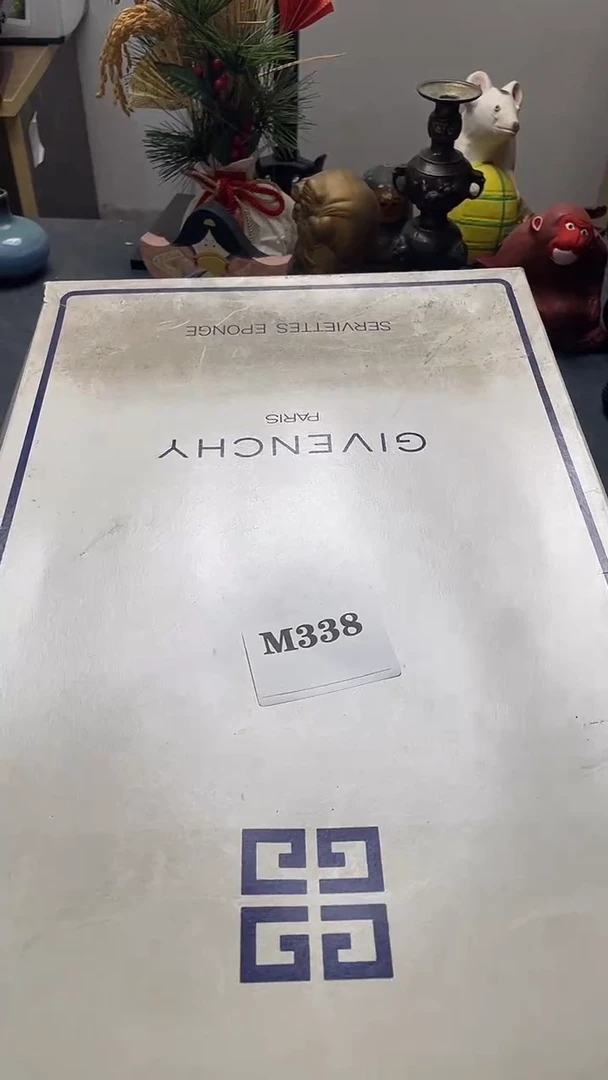 GIVENCHY
PARIS
SERVIETTES EPONGE
M338